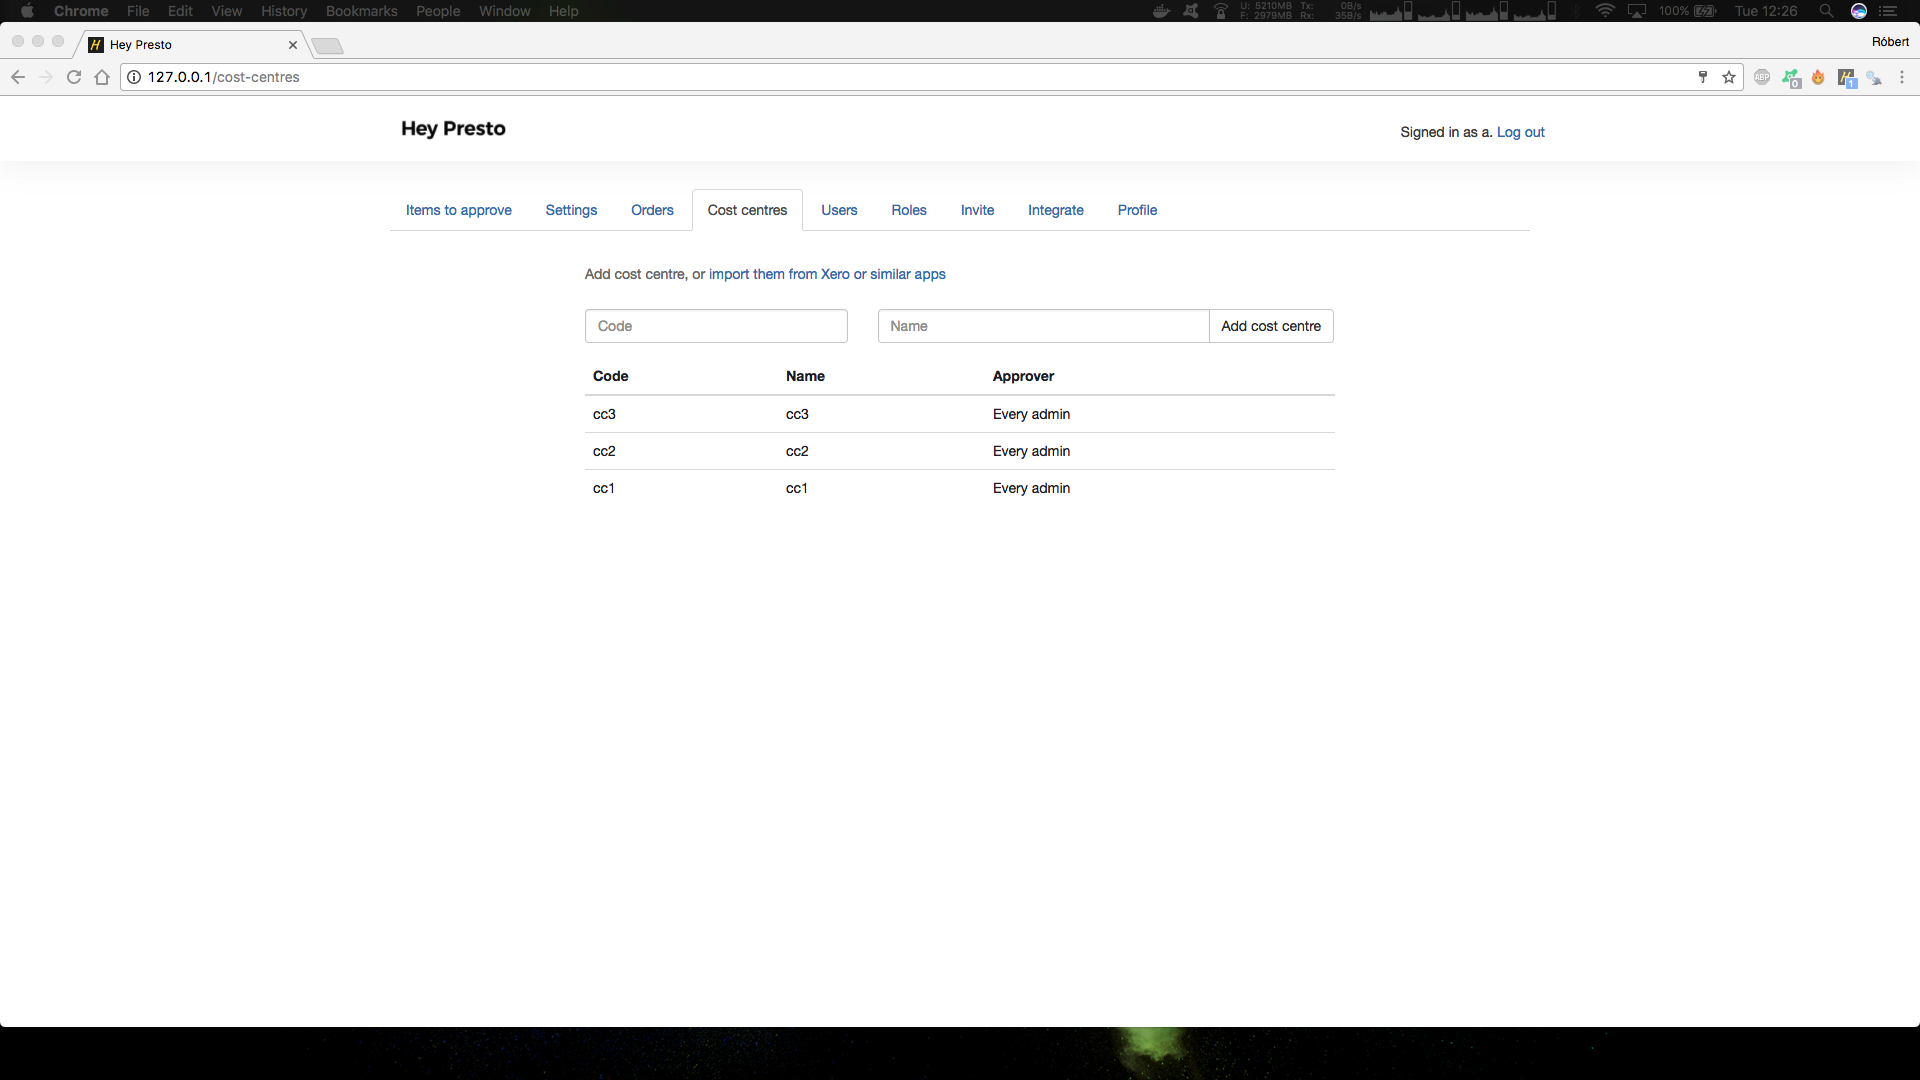 Chrome File Edit View History Bookmarks People Window Help U: 5210MB Tx: 0B/s 100% Tue 12:26
F: 2979MB Rx: 35B/s
Hey Presto Róbert
127.0.0.1/cost-centres ABP 0 1
Hey Presto
Signed in as a. Log out
Items to approve Settings Orders Cost centres Users Roles Invite Integrate Profile
Add cost centre, or import them from Xero or similar apps
Code Name Add cost centre
Code Name Approver
cc3 cc3 Every admin
cc2 cc2 Every admin
cc1 cc1 Every admin